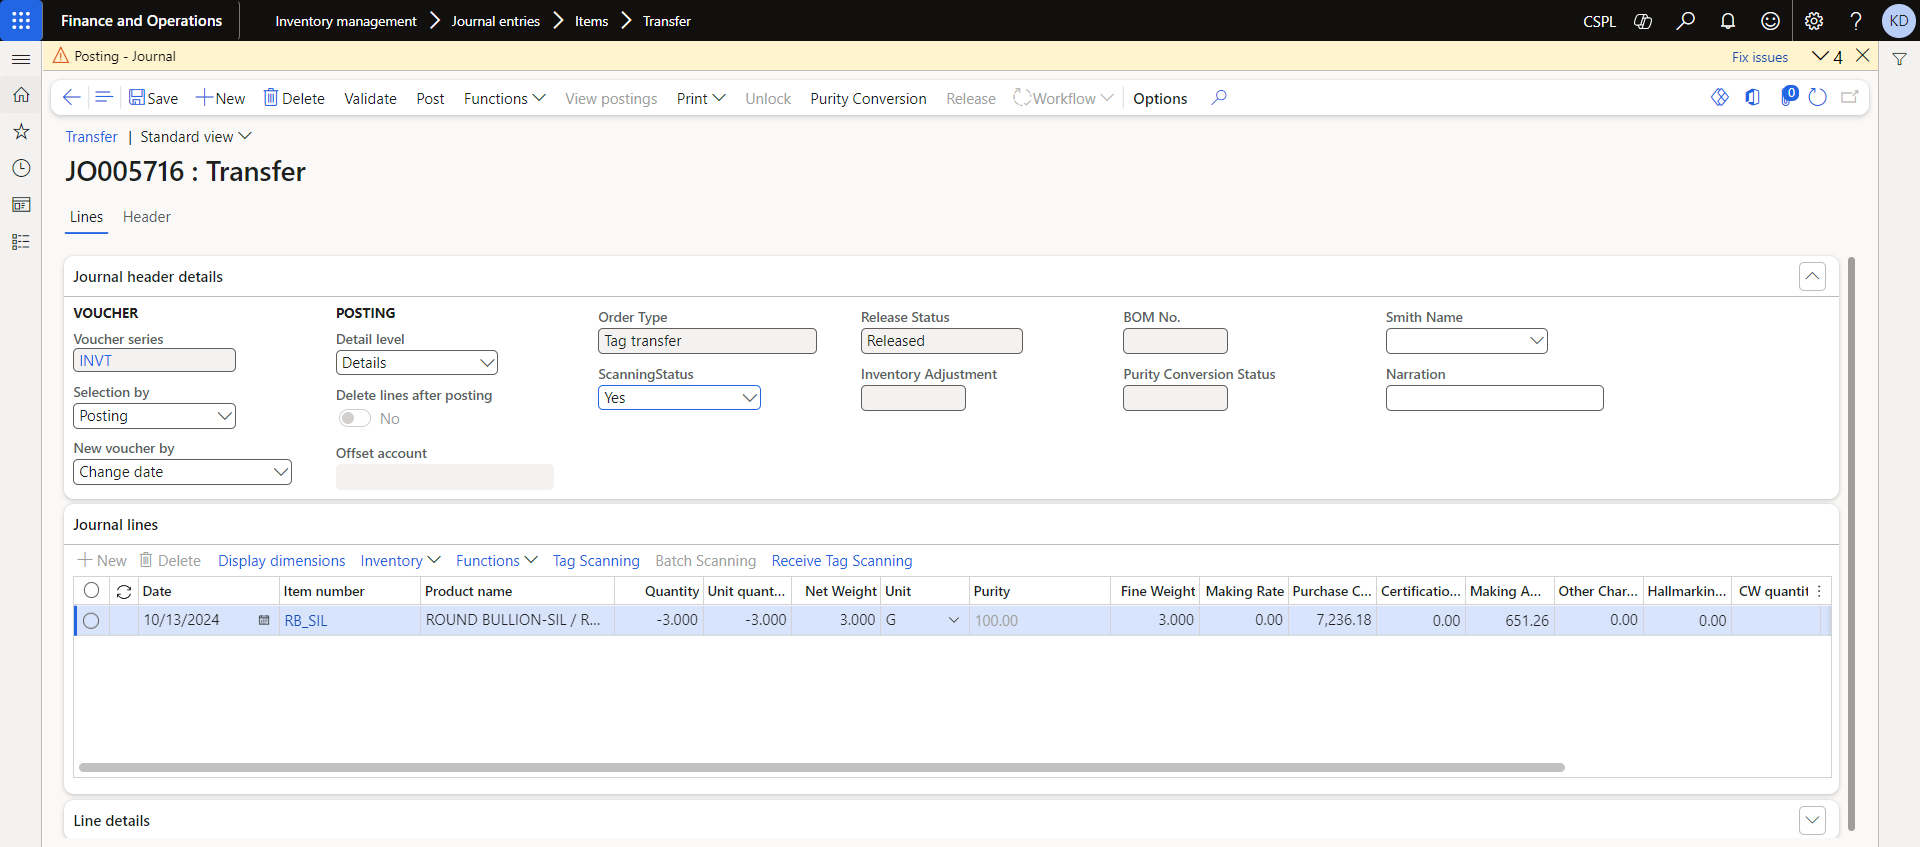 Finance and Operations
Inventory management Journal entries Items Transfer
CSPL
KD
Posting - Journal
Fix issues
4
Save New Delete Validate Post Functions View postings Print Unlock Purity Conversion Release Workflow Options
0
Transfer | Standard view
JO005716 : Transfer
Lines Header
Journal header details
VOUCHER
Voucher series
INVT
Selection by
Posting
New voucher by
Change date
POSTING
Detail level
Details
Delete lines after posting
No
Offset account
Order Type
Tag transfer
ScanningStatus
Yes
Release Status
Released
Inventory Adjustment
BOM No.
Purity Conversion Status
Smith Name
Narration
Journal lines
New Delete Display dimensions Inventory Functions Tag Scanning Batch Scanning Receive Tag Scanning
Date Item number Product name Quantity Unit quant... Net Weight Unit Purity Fine Weight Making Rate Purchase C... Certificatio... Making A... Other Char... Hallmarkin... CW quantit
10/13/2024 RB_SIL ROUND BULLION-SIL / R... -3.000 -3.000 3.000 G 100.00 3.000 0.00 7,236.18 0.00 651.26 0.00 0.00
Line details